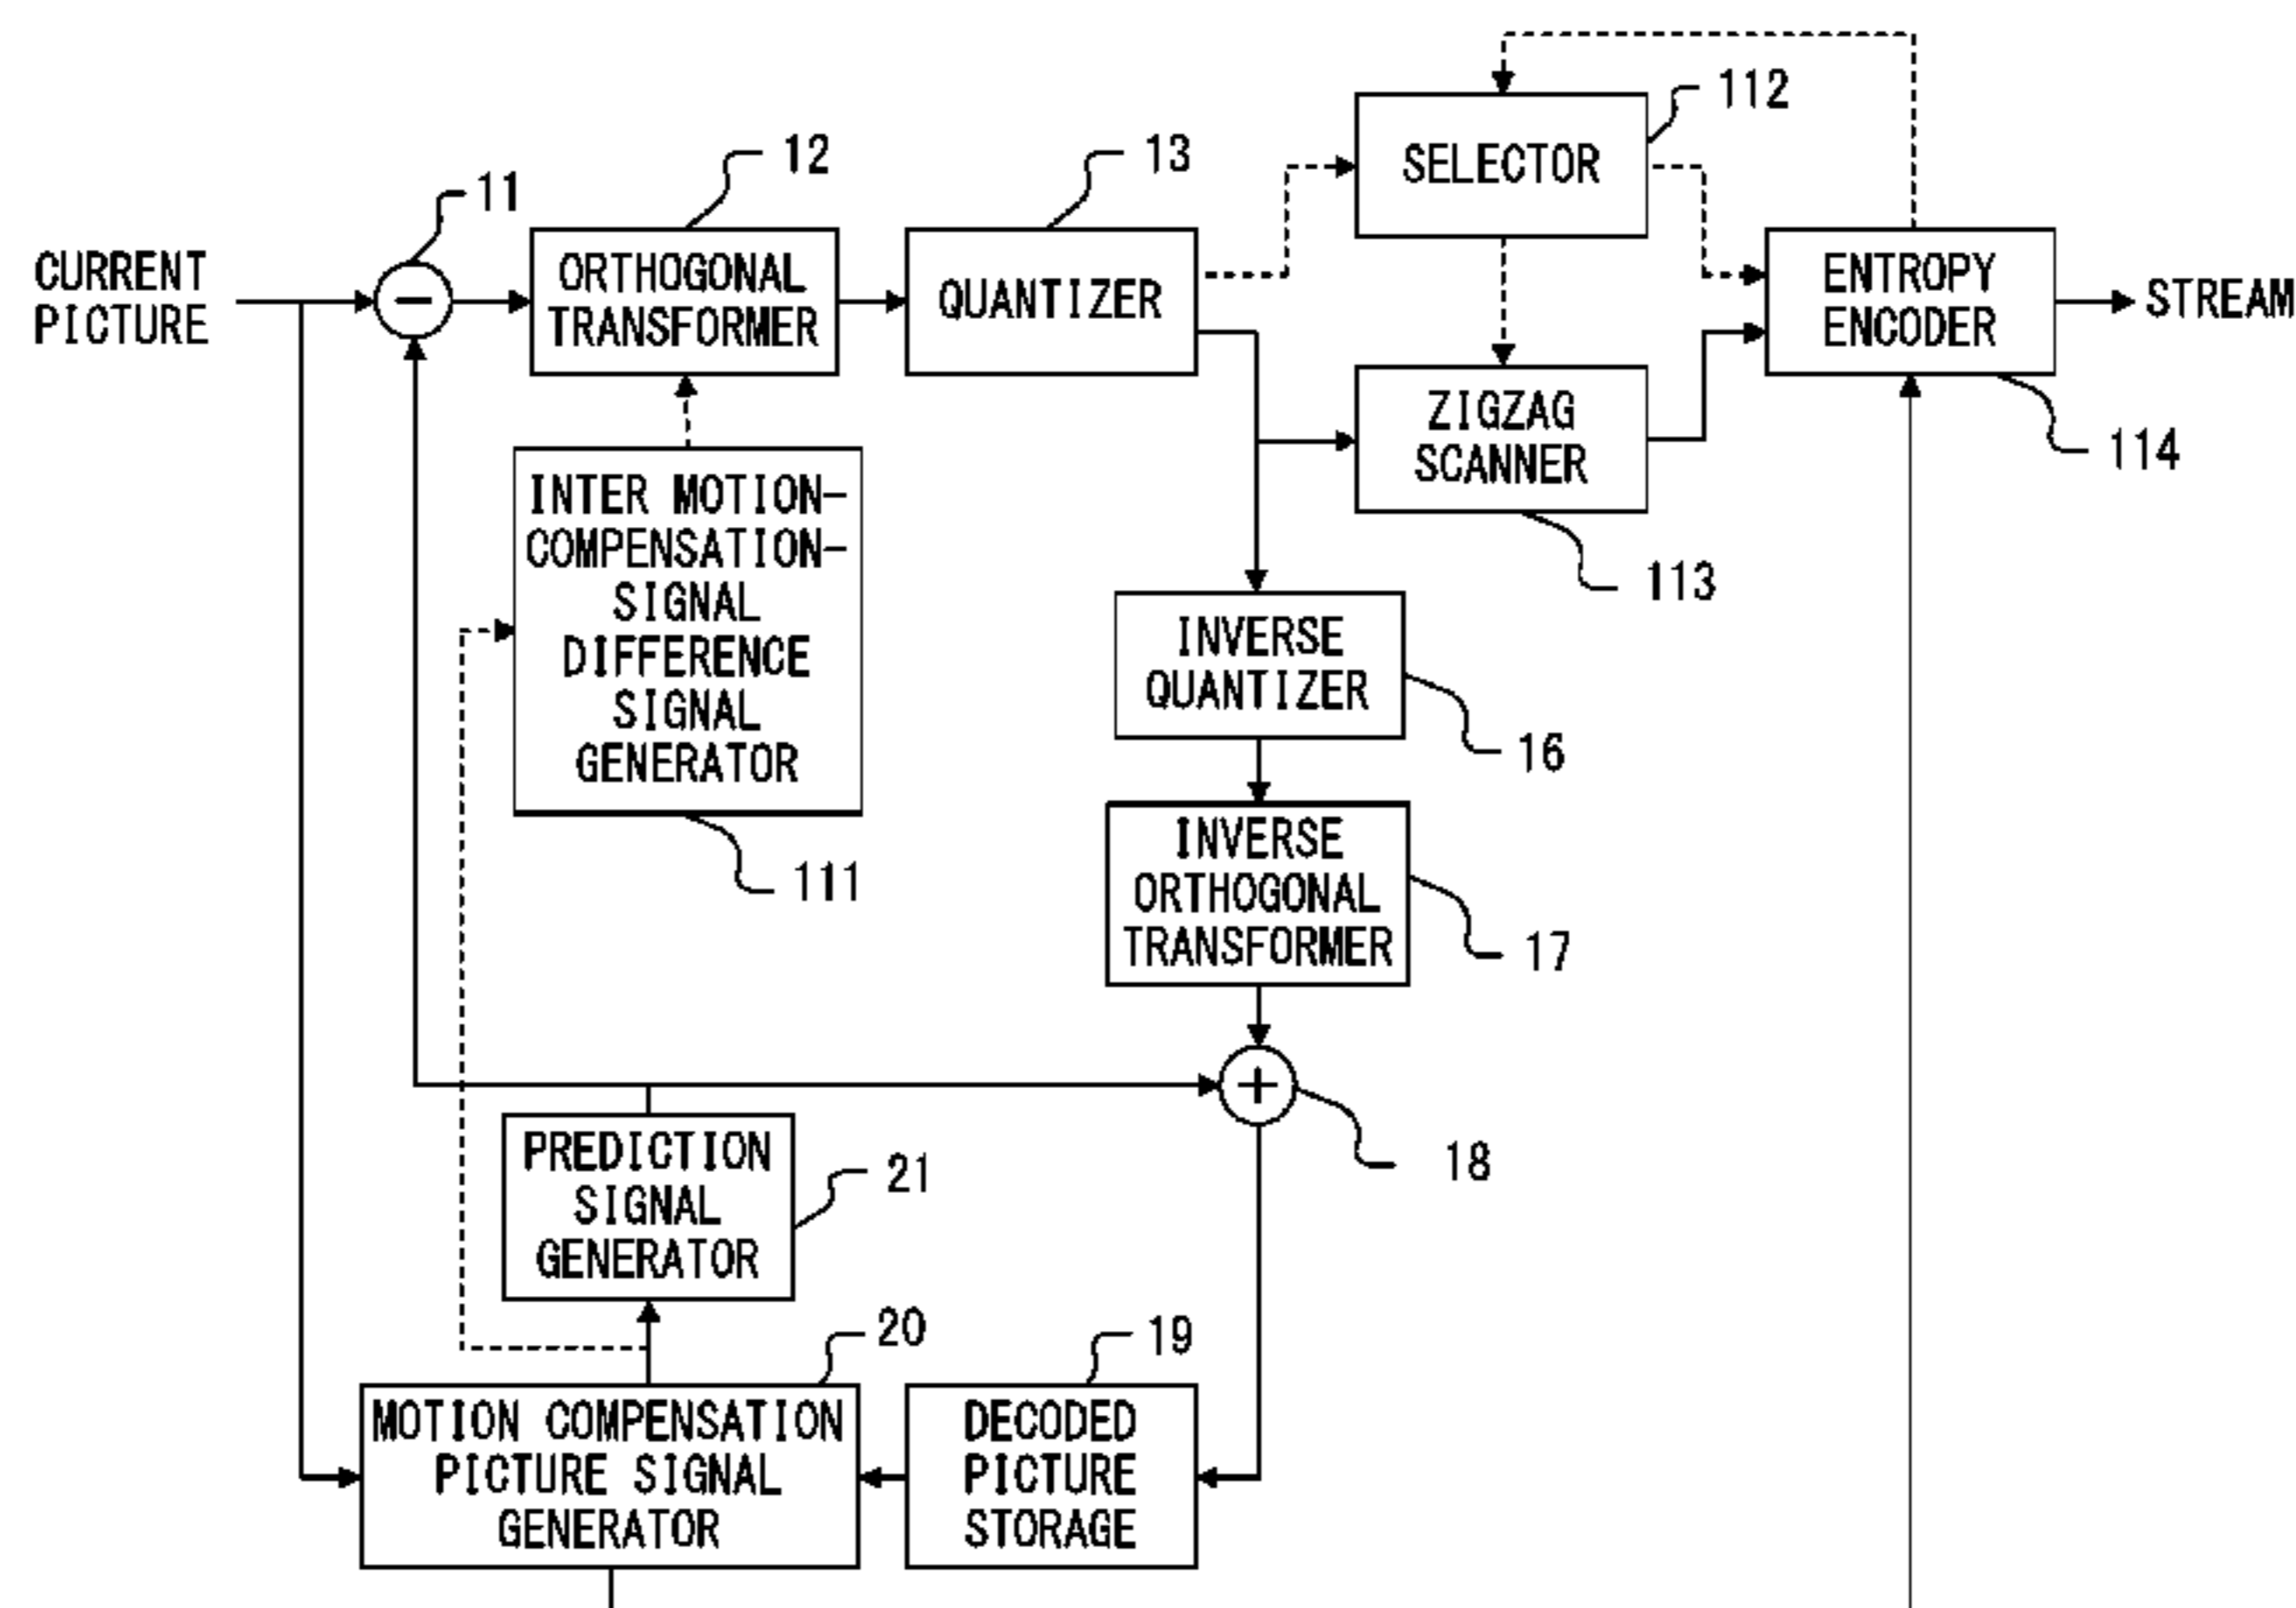 112
12
13
SELECTOR
11
CURRENT
PICTURE
−
ORTHOGONAL
TRANSFORMER
QUANTIZER
ENTROPY
ENCODER
STREAM
ZIGZAG
SCANNER
114
INTER MOTION-
COMPENSATION-
SIGNAL
DIFFERENCE
SIGNAL
GENERATOR
113
INVERSE
QUANTIZER
16
111
INVERSE
ORTHOGONAL
TRANSFORMER
17
+
18
PREDICTION
SIGNAL
GENERATOR
21
20
19
MOTION COMPENSATION
PICTURE SIGNAL
GENERATOR
DECODED
PICTURE
STORAGE